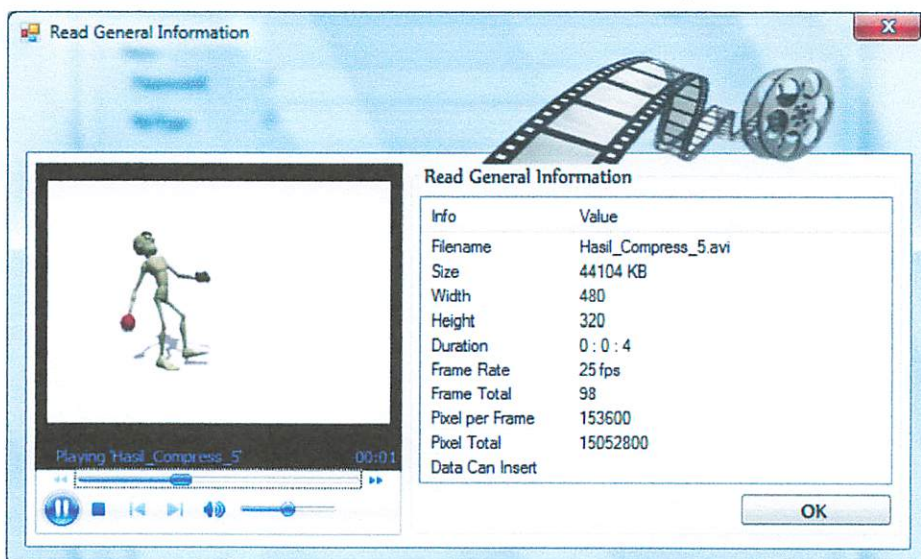 Read General Information
X
Read General Information
Info Value
Filename Hasil_Compress_5.avi
Size 44104 KB
Width 480
Height 320
Duration 0 : 0 : 4
Frame Rate 25 fps
Frame Total 98
Pixel per Frame 153600
Pixel Total 15052800
Data Can Insert
Playing 'Hasil_Compress_5' 00:01
OK